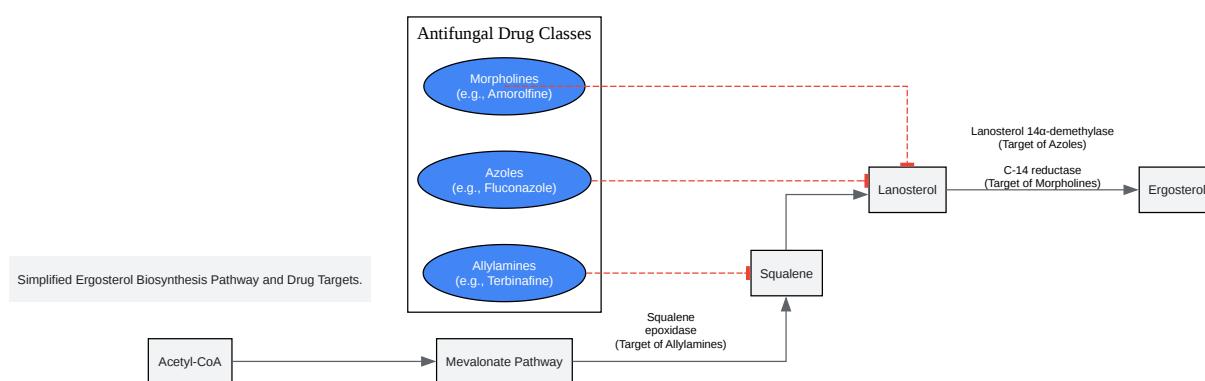 Antifungal Drug Classes
Morpholines
(e.g., Amorolfine)
Lanosterol 14α-demethylase
(Target of Azoles)
C-14 reductase
(Target of Morpholines)
Azoles
(e.g., Fluconazole)
Lanosterol
Ergosterol
Allylamines
(e.g., Terbinafine)
Squalene
Simplified Ergosterol Biosynthesis Pathway and Drug Targets.
Squalene
epoxidase
(Target of Allylamines)
Acetyl-CoA
Mevalonate Pathway